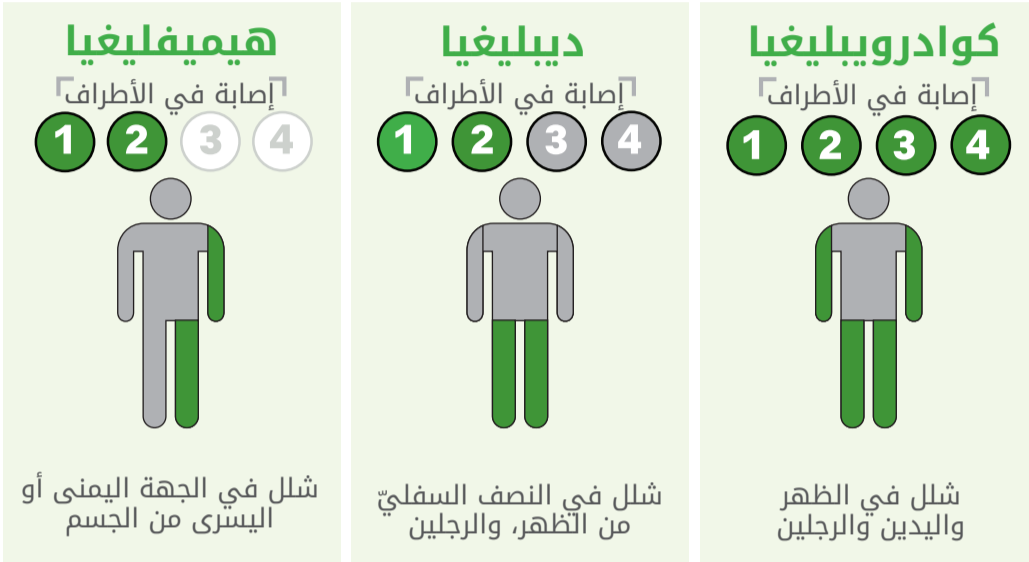 كوادروبيليغيا
إصابة في الأطراف
1 2 3 4
شلل في الظهر
واليدين والرجلين
ديبليغيا
إصابة في الأطراف
1 2 3 4
شلل في النصف السفليّ
من الظهر، والرجلين
هيميفليغيا
إصابة في الأطراف
1 2 3 4
شلل في الجهة اليمنى أو
اليسرى من الجسم